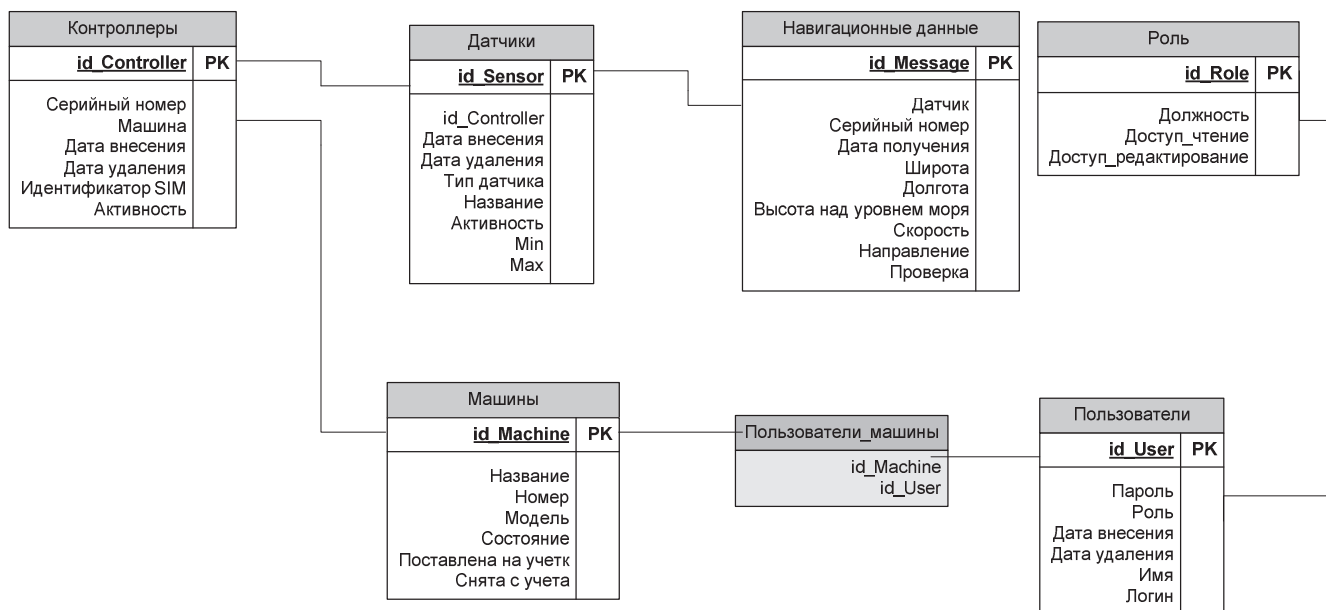 Контроллеры
id_Controller PK
Серийный номер
Машина
Дата внесения
Дата удаления
Идентификатор SIM
Активность
Датчики
id_Sensor PK
id_Controller
Дата внесения
Дата удаления
Тип датчика
Название
Активность
Min
Max
Навигационные данные
id_Message PK
Датчик
Серийный номер
Дата получения
Широта
Долгота
Высота над уровнем моря
Скорость
Направление
Проверка
Роль
id_Role PK
Должность
Доступ_чтение
Доступ_редактирование
Машины
id_Machine PK
Название
Номер
Модель
Состояние
Поставлена на учетк
Снята с учета
Пользователи_машины
id_Machine
id_User
Пользователи
id_User PK
Пароль
Роль
Дата внесения
Дата удаления
Имя
Логин